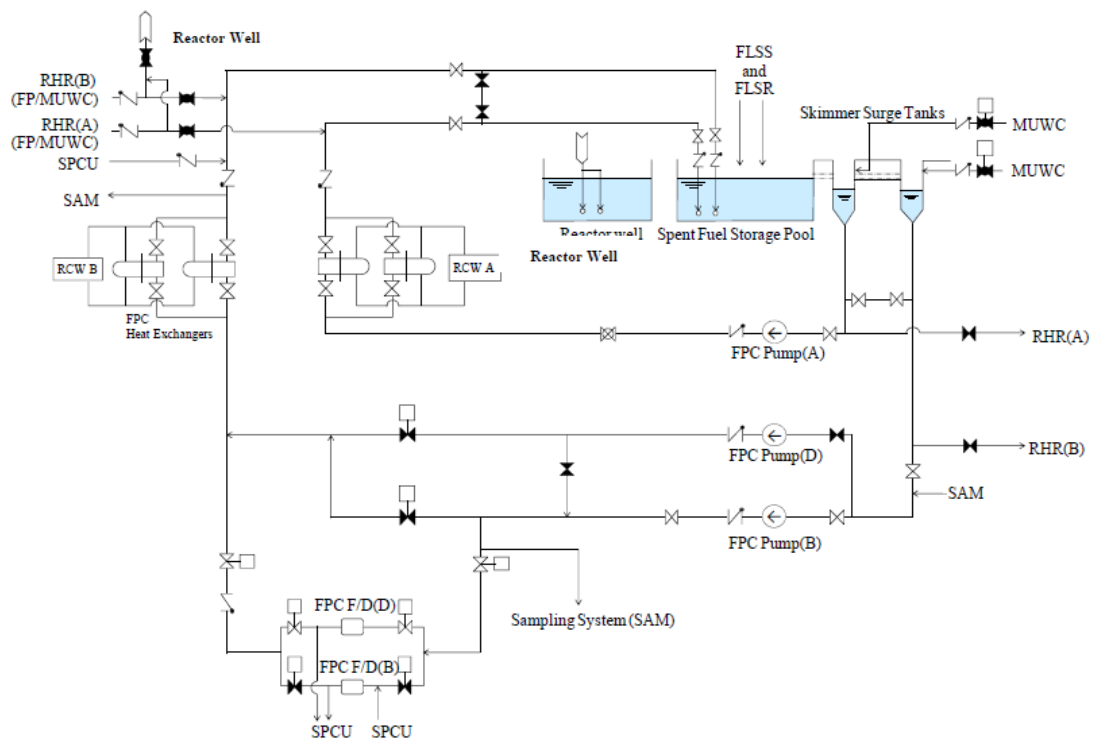 Reactor Well
FLSS
and
FLSR
RHR(B)
(FP/MUWC)
Skimmer Surge Tanks
MUWC
RHR(A)
(FP/MUWC)
SPCU
MUWC
SAM
Reactor well
Spent Fuel Storage Pool
Reactor Well
RCW B
RCW A
FPC
Heat Exchangers
FPC Pump(A)
RHR(A)
FPC Pump(D)
RHR(B)
SAM
FPC Pump(B)
FPC F/D(D)
Sampling System (SAM)
FPC F/D(B)
SPCU
SPCU